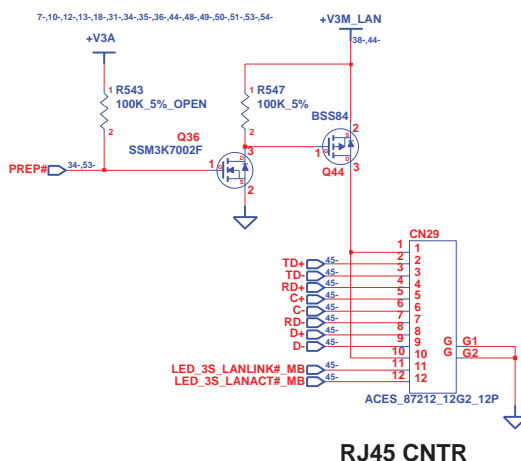 7-,10-,12-,13-,18-,31-,34-,35-,36-,44-,48-,49-,50-,51-,53-,54-
+V3A
+V3M_LAN
38-,44-
1
R543
100K_5%_OPEN
2
1
R547
100K_5%
2
BSS84
2
G
S
D
1
3
Q44
Q36
SSM3K7002F
3
D
G
S
1
2
PREP#
34-,53-
CN29
1 1
TD+ 45- 2 2
TD- 45- 3 3
RD+ 45- 4 4
C+ 45- 5 5
C- 45- 6 6
RD- 45- 7 7
D+ 45- 8 8
D- 45- 9 9
10 10
LED_3S_LANLINK#_MB 45- 11 11
LED_3S_LANACT#_MB 45- 12 12
G G1
G G2
ACES_87212_12G2_12P
RJ45 CNTR